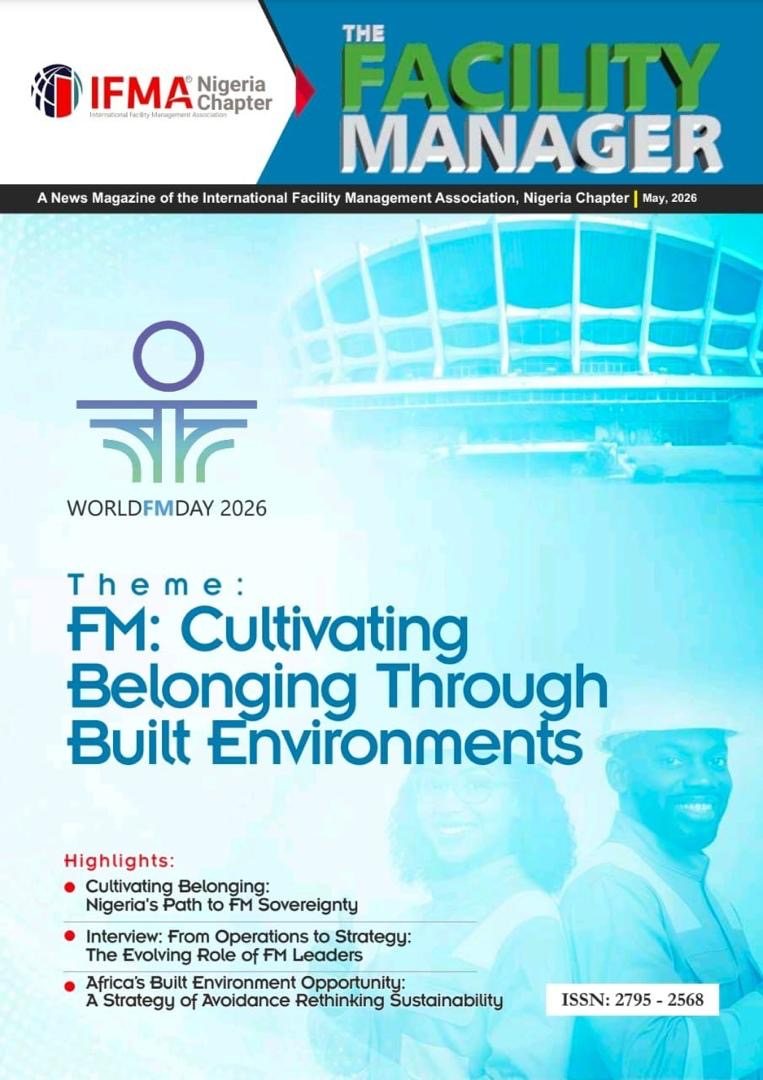 IFMA® Nigeria
Chapter
International Facility Management Association
THE
FACILITY
MANAGER
A News Magazine of the International Facility Management Association, Nigeria Chapter | May, 2026
WORLDFMDAY 2026
Theme:
FM: Cultivating
Belonging Through
Built Environments
Highlights:
Cultivating Belonging:
Nigeria's Path to FM Sovereignty
Interview: From Operations to Strategy:
The Evolving Role of FM Leaders
Africa's Built Environment Opportunity:
A Strategy of Avoidance Rethinking Sustainability
ISSN: 2795 - 2568